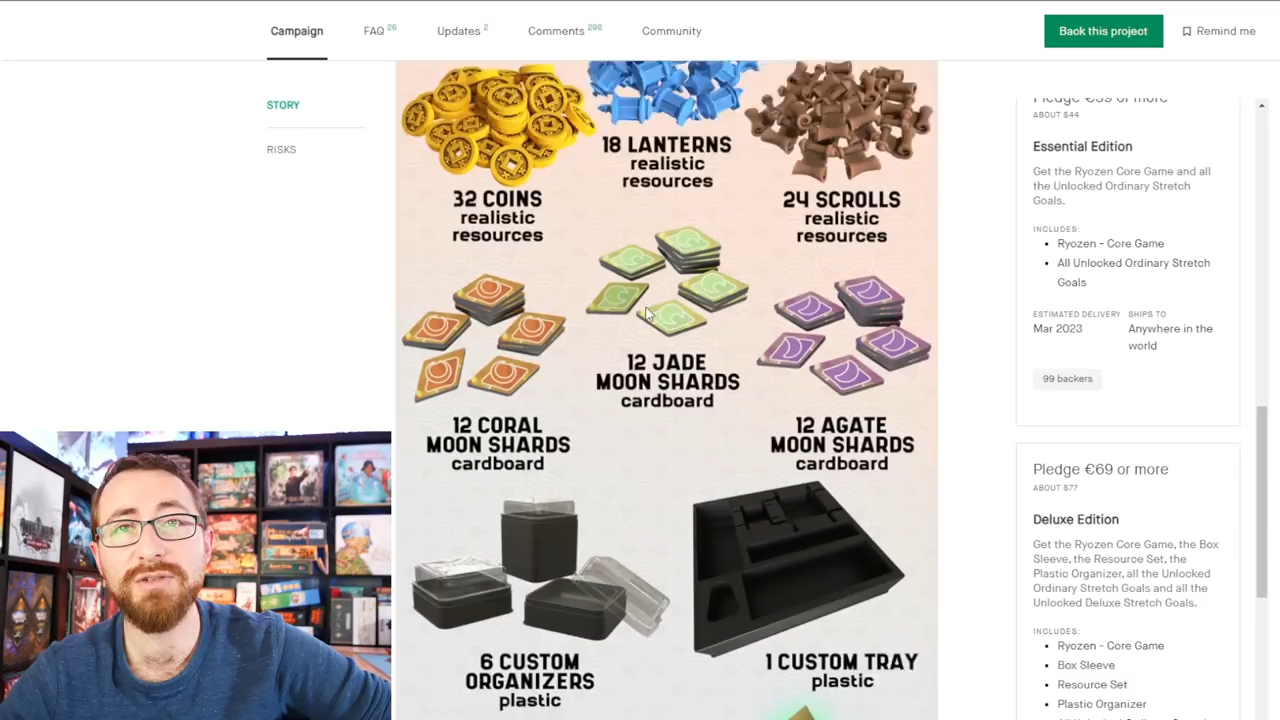 Campaign
FAQ 26
Updates 2
Comments 298
Community
Back this project
Remind me
STORY
RISKS
18 LANTERNS
realistic
resources
32 COINS
realistic
resources
24 SCROLLS
realistic
resources
12 JADE
MOON SHARDS
cardboard
12 CORAL
MOON SHARDS
cardboard
12 AGATE
MOON SHARDS
cardboard
6 CUSTOM
ORGANIZERS
plastic
1 CUSTOM TRAY
plastic
Pledge €39 or more
ABOUT $44
Essential Edition
Get the Ryozen Core Game and all
the Unlocked Ordinary Stretch
Goals.
INCLUDES:
• Ryozen - Core Game
• All Unlocked Ordinary Stretch
Goals
ESTIMATED DELIVERY
Mar 2023
SHIPS TO
Anywhere in the
world
99 backers
Pledge €69 or more
ABOUT $77
Deluxe Edition
Get the Ryozen Core Game, the Box
Sleeve, the Resource Set, the
Plastic Organizer, all the Unlocked
Ordinary Stretch Goals and all the
Unlocked Deluxe Stretch Goals.
INCLUDES:
• Ryozen - Core Game
• Box Sleeve
• Resource Set
• Plastic Organizer